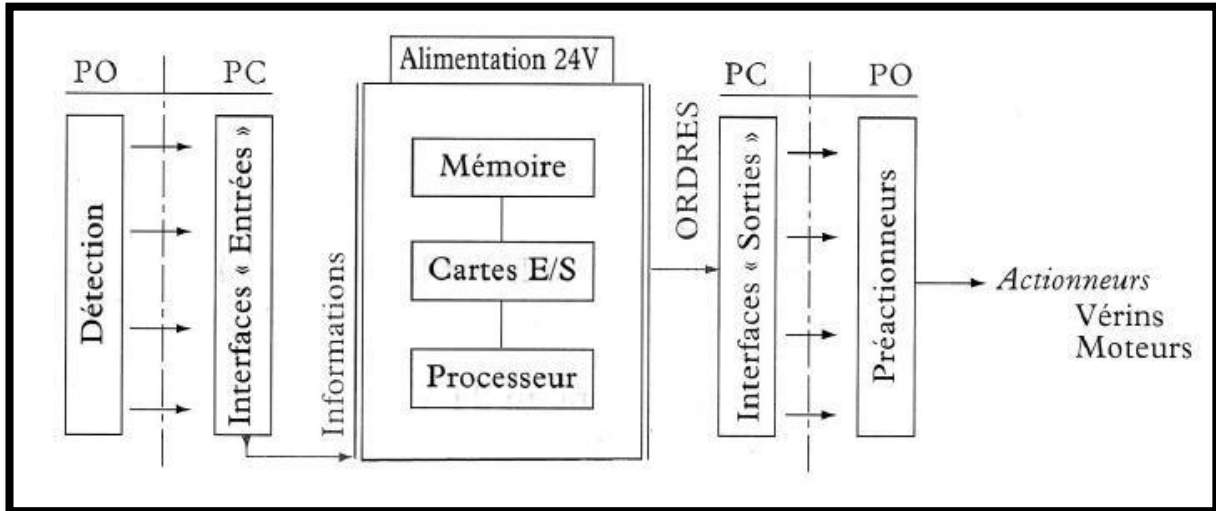 PO
PC
Détection
Interfaces « Entrées »
Informations
Alimentation 24V
Mémoire
Cartes E/S
Processeur
ORDRES
PC
PO
Interfaces « Sorties »
Préactionneurs
Actionneurs
Vérins
Moteurs